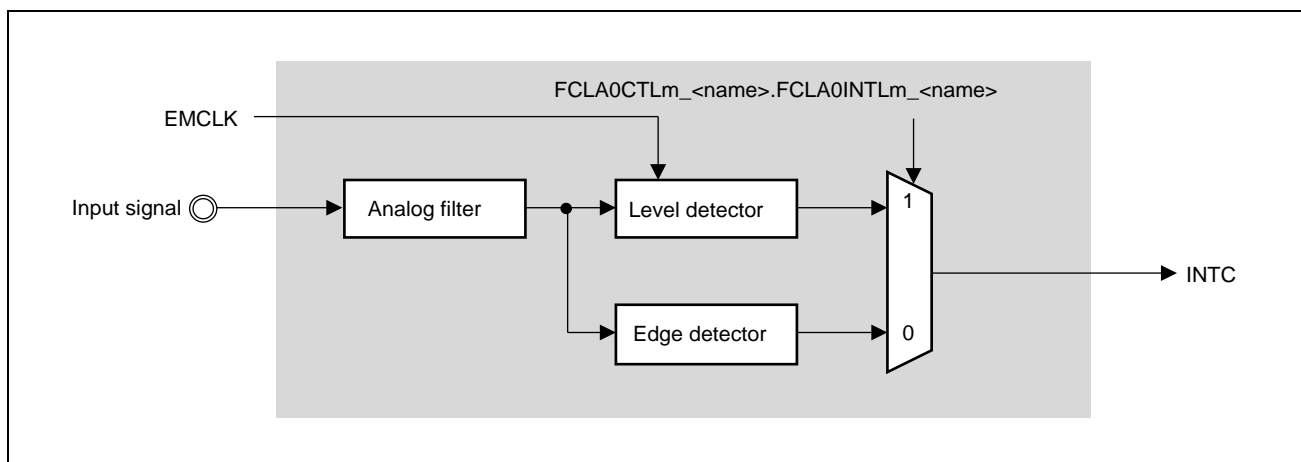 FCLA0CTLm_<name>.FCLA0INTLm_<name>
EMCLK
Input signal
Analog filter
Level detector
1
INTC
Edge detector
0